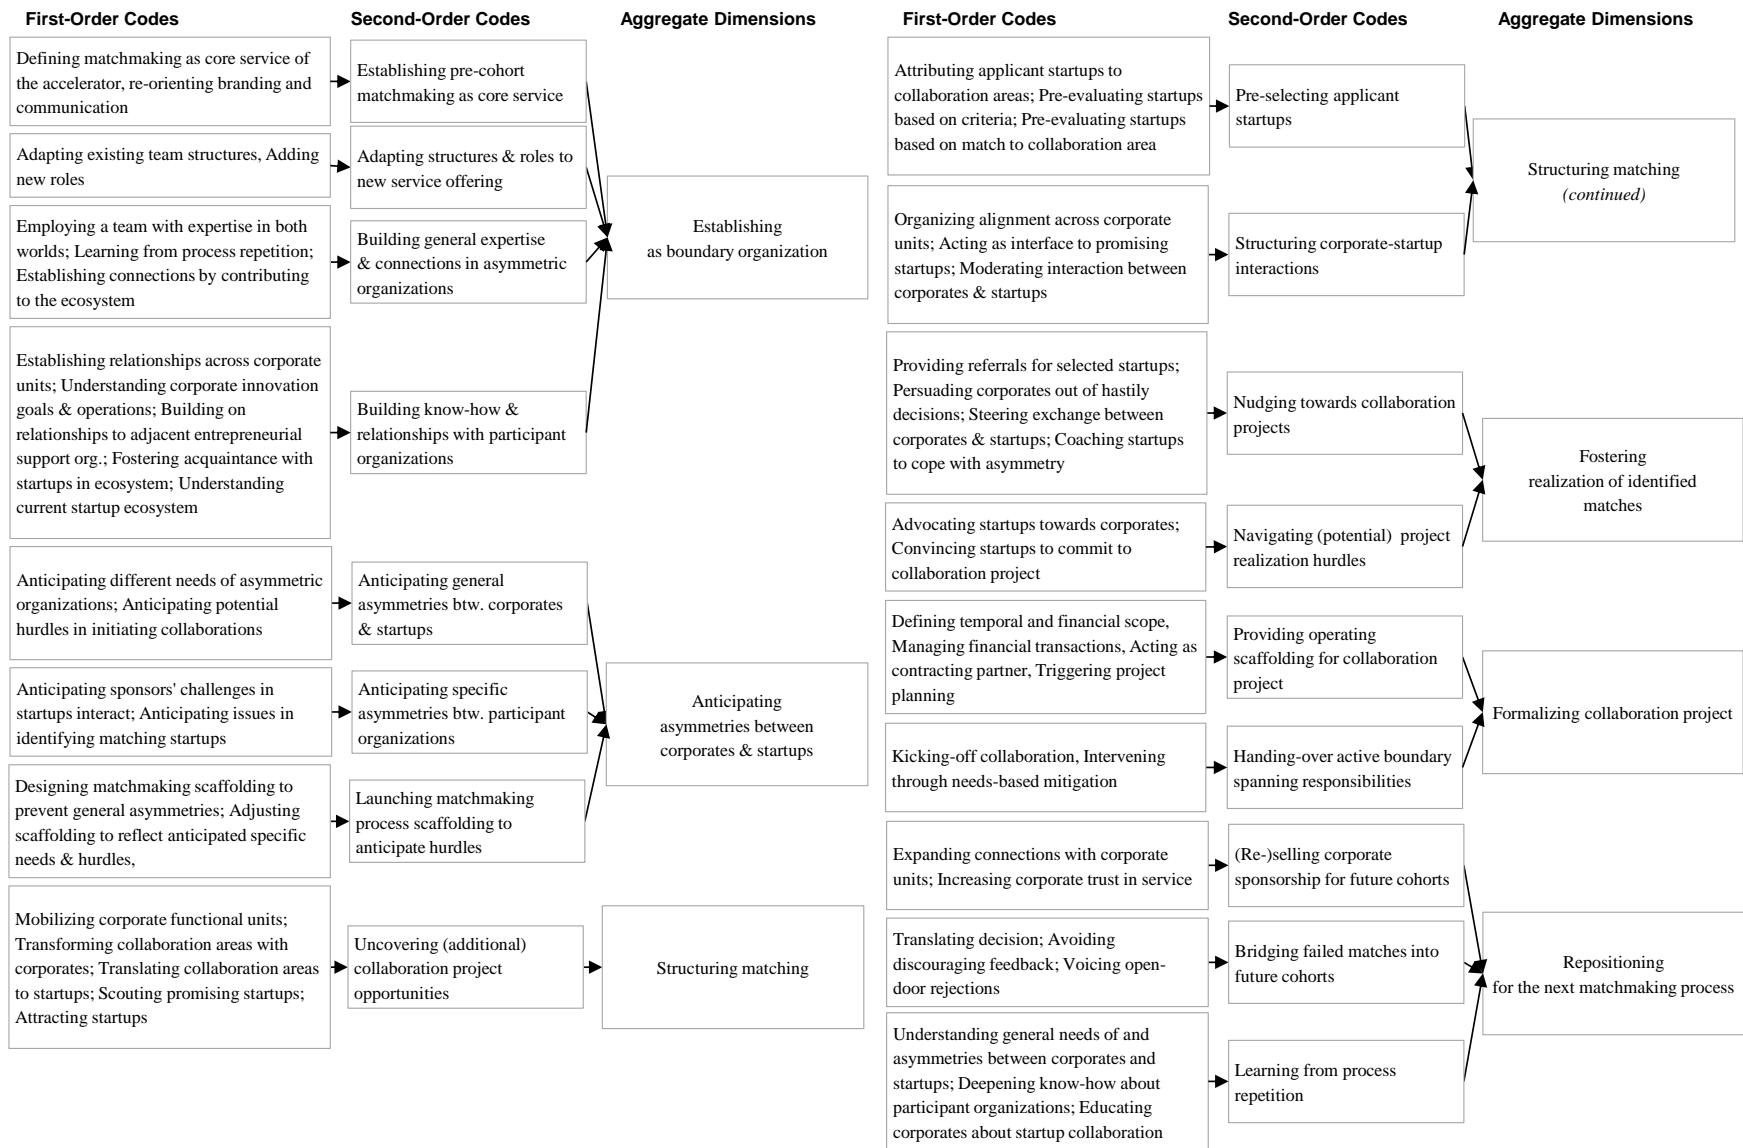 First-Order Codes
Second-Order Codes
Aggregate Dimensions
Defining matchmaking as core service of
the accelerator, re-orienting branding and
communication
Establishing pre-cohort
matchmaking as core service
Adapting existing team structures, Adding
new roles
Adapting structures & roles to
new service offering
Employing a team with expertise in both
worlds; Learning from process repetition;
Establishing connections by contributing
to the ecosystem
Building general expertise
& connections in asymmetric
organizations
Establishing relationships across corporate
units; Understanding corporate innovation
goals & operations; Building on
relationships to adjacent entrepreneurial
support org.; Fostering acquaintance with
startups in ecosystem; Understanding
current startup ecosystem
Building know-how &
relationships with participant
organizations
Establishing
as boundary organization
Anticipating different needs of asymmetric
organizations; Anticipating potential
hurdles in initiating collaborations
Anticipating general
asymmetries btw. corporates
& startups
Anticipating sponsors' challenges in
startups interact; Anticipating issues in
identifying matching startups
Anticipating specific
asymmetries btw. participant
organizations
Designing matchmaking scaffolding to
prevent general asymmetries; Adjusting
scaffolding to reflect anticipated specific
needs & hurdles,
Launching matchmaking
process scaffolding to
anticipate hurdles
Anticipating
asymmetries between
corporates & startups
Mobilizing corporate functional units;
Transforming collaboration areas with
corporates; Translating collaboration areas
to startups; Scouting promising startups;
Attracting startups
Uncovering (additional)
collaboration project
opportunities
Structuring matching
First-Order Codes
Second-Order Codes
Aggregate Dimensions
Attributing applicant startups to
collaboration areas; Pre-evaluating startups
based on criteria; Pre-evaluating startups
based on match to collaboration area
Pre-selecting applicant
startups
Organizing alignment across corporate
units; Acting as interface to promising
startups; Moderating interaction between
corporates & startups
Structuring corporate-startup
interactions
Structuring matching
(continued)
Providing referrals for selected startups;
Persuading corporates out of hastily
decisions; Steering exchange between
corporates & startups; Coaching startups
to cope with asymmetry
Nudging towards collaboration
projects
Advocating startups towards corporates;
Convincing startups to commit to
collaboration project
Navigating (potential) project
realization hurdles
Fostering
realization of identified
matches
Defining temporal and financial scope,
Managing financial transactions, Acting as
contracting partner, Triggering project
planning
Providing operating
scaffolding for collaboration
project
Kicking-off collaboration, Intervening
through needs-based mitigation
Handing-over active boundary
spanning responsibilities
Formalizing collaboration project
Expanding connections with corporate
units; Increasing corporate trust in service
(Re-)selling corporate
sponsorship for future cohorts
Translating decision; Avoiding
discouraging feedback; Voicing open-
door rejections
Bridging failed matches into
future cohorts
Understanding general needs of and
asymmetries between corporates and
startups; Deepening know-how about
participant organizations; Educating
corporates about startup collaboration
Learning from process
repetition
Repositioning
for the next matchmaking process